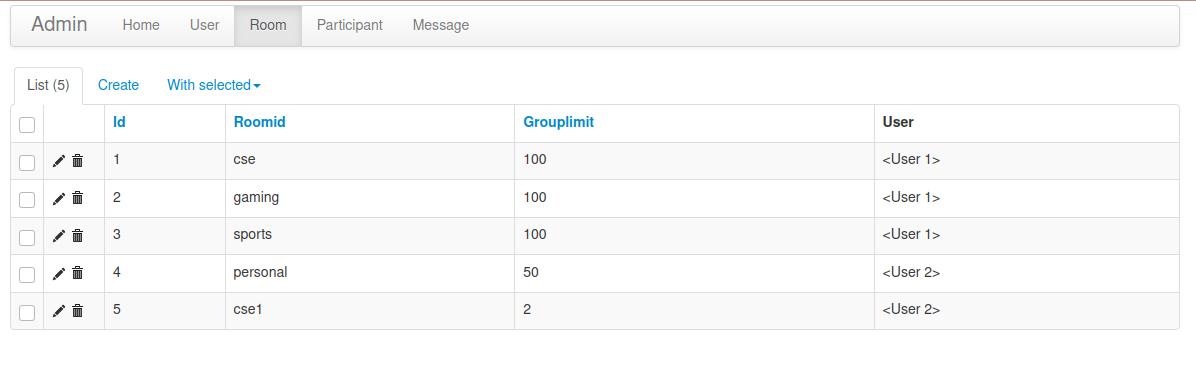 Admin Home User Room Participant Message
List (5) Create With selected
Id Roomid Grouplimit User
1 cse 100 <User 1>
2 gaming 100 <User 1>
3 sports 100 <User 1>
4 personal 50 <User 2>
5 cse1 2 <User 2>